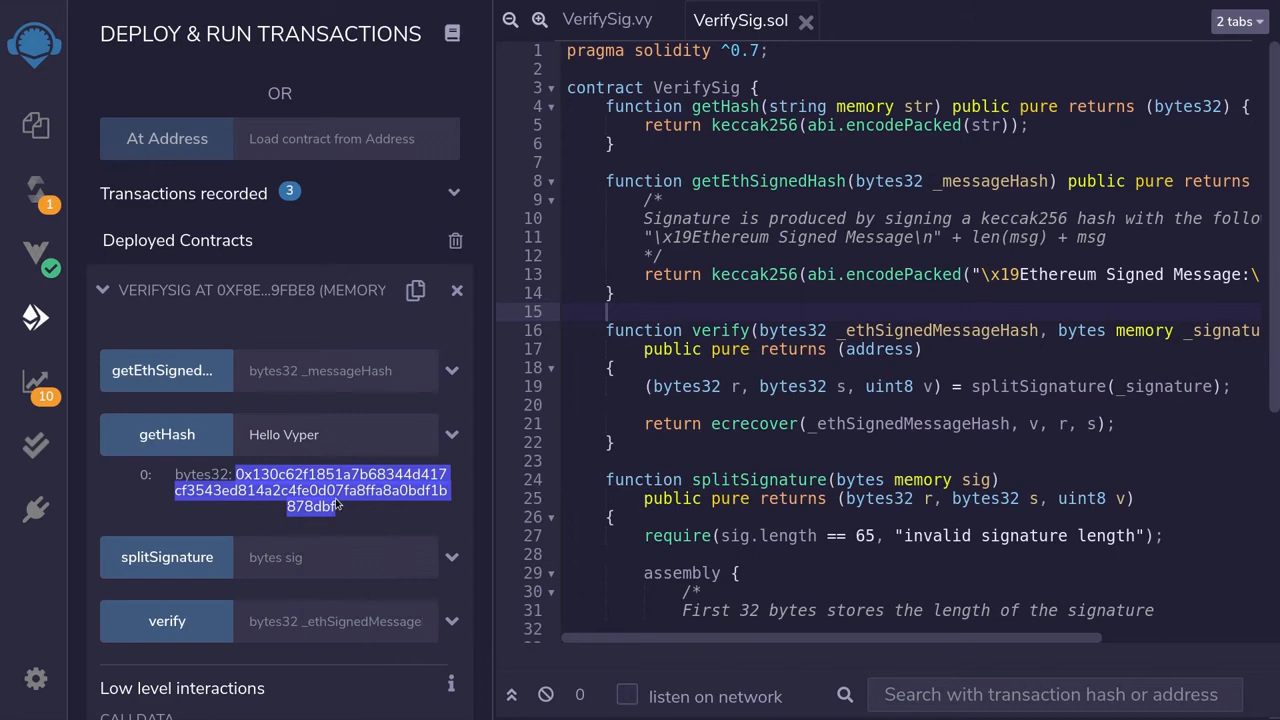 DEPLOY & RUN TRANSACTIONS
OR
At Address
Load contract from Address
Transactions recorded
3
Deployed Contracts
VERIFYSIG AT 0XF8E...9FBE8 (MEMORY
getEthSigned...
bytes32 _messageHash
getHash
Hello Vyper
0:
bytes32: 0x130c62f1851a7b68344d417
cf3543ed814a2c4fe0d07fa8ffa8a0bdf1b
878dbf
splitSignature
bytes sig
verify
bytes32 _ethSignedMessage
Low level interactions
CALLDATA
1
10
VerifySig.vy
VerifySig.sol
2 tabs
1 pragma solidity ^0.7;
2
3 contract VerifySig {
4 function getHash(string memory str) public pure returns (bytes32) {
5 return keccak256(abi.encodePacked(str));
6 }
7
8 function getEthSignedHash(bytes32 _messageHash) public pure returns
9 /*
10 Signature is produced by signing a keccak256 hash with the follo
11 "\x19Ethereum Signed Message\n" + len(msg) + msg
12 */
13 return keccak256(abi.encodePacked("\x19Ethereum Signed Message:\
14 }
15
16 function verify(bytes32 _ethSignedMessageHash, bytes memory _signatu
17 public pure returns (address)
18 {
19 (bytes32 r, bytes32 s, uint8 v) = splitSignature(_signature);
20
21 return ecrecover(_ethSignedMessageHash, v, r, s);
22 }
23
24 function splitSignature(bytes memory sig)
25 public pure returns (bytes32 r, bytes32 s, uint8 v)
26 {
27 require(sig.length == 65, "invalid signature length");
28
29 assembly {
30 /*
31 First 32 bytes stores the length of the signature
32
0
listen on network
Search with transaction hash or address